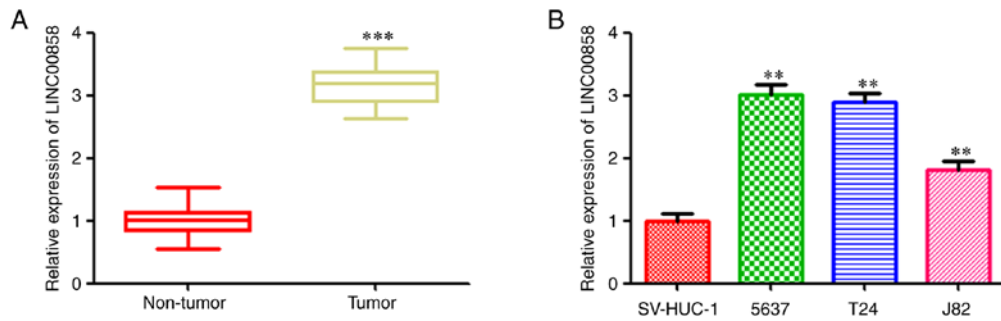 A
Relative expression of LINC00858
4
3
2
1
0
***
Non-tumor
Tumor
B
Relative expression of LINC00858
4
3
2
1
0
**
**
**
SV-HUC-1
5637
T24
J82